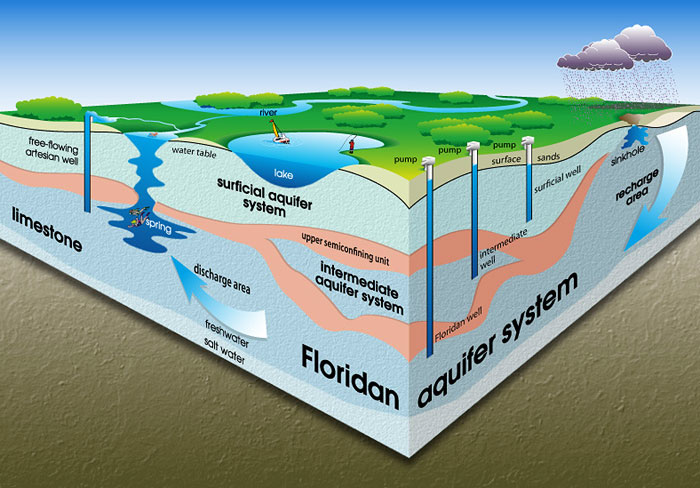 river
free-flowing
artesian well
water table
lake
surficial aquifer
system
pump
pump
pump
surface sands
surficial well
sinkhole
recharge
area
limestone
spring
upper semiconfining unit
intermediate
well
intermediate
aquifer system
discharge area
Floridan well
freshwater
salt water
Floridan
aquifer system